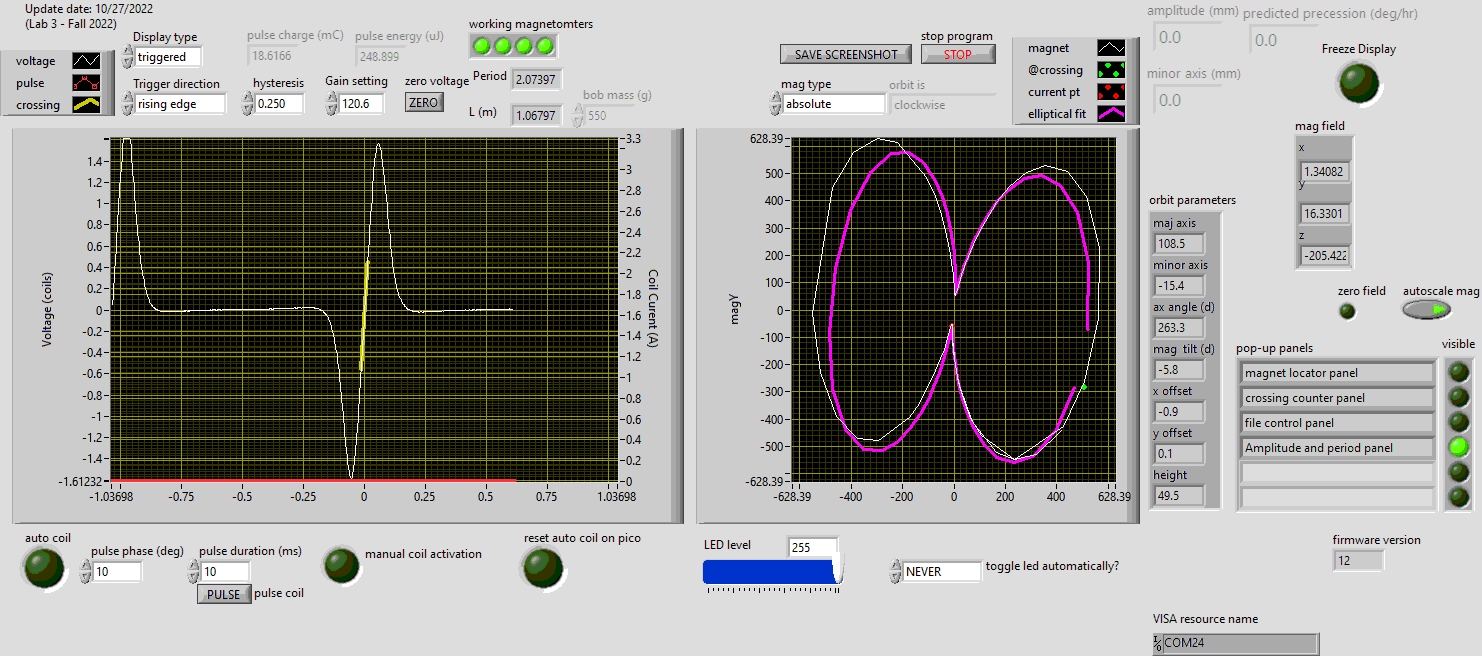 Update date: 10/27/2022
(Lab 3 - Fall 2022)
voltage
pulse
crossing
Display type
triggered
Trigger direction
rising edge
pulse charge (mC)
18.6166
pulse energy (uJ)
248.899
hysteresis
0.250
Gain setting
120.6
zero voltage
ZERO
working magnetomters
Period
2.07397
L (m)
1.06797
bob mass (g)
550
SAVE SCREENSHOT
stop program
STOP
mag type
absolute
orbit is
clockwise
magnet
@crossing
current pt
elliptical fit
amplitude (mm)
0.0
predicted precession (deg/hr)
0.0
minor axis (mm)
0.0
Freeze Display
mag field
x
1.34082
y
16.3301
z
-205.422
Voltage (coils)
1.4
1.2
1
0.8
0.6
0.4
0.2
0
-0.2
-0.4
-0.6
-0.8
-1
-1.2
-1.4
-1.61232
-1.03698
-0.75
-0.5
-0.25
0
0.25
0.5
0.75
1.03698
3.3
3
2.8
2.6
2.4
2.2
2
1.8
1.6
1.4
1.2
1
0.8
0.6
0.4
0.2
0
Coil Curent (A)
magy
628.39
500
400
300
200
100
0
-100
-200
-300
-400
-500
-628.39
-628.39
-400
-200
0
200
400
628.39
orbit parameters
maj axis
108.5
minor axis
-15.4
ax angle (d)
263.3
mag tilt (d)
-5.8
x offset
-0.9
y offset
0.1
height
49.5
zero field
autoscale mag
pop-up panels
visible
magnet locator panel
crossing counter panel
file control panel
Amplitude and period panel
auto coil
pulse phase (deg)
10
pulse duration (ms)
10
PULSE
pulse coil
manual coil activation
reset auto coil on pico
LED level
255
NEVER
toggle led automatically?
firmware version
12
VISA resource name
COM24